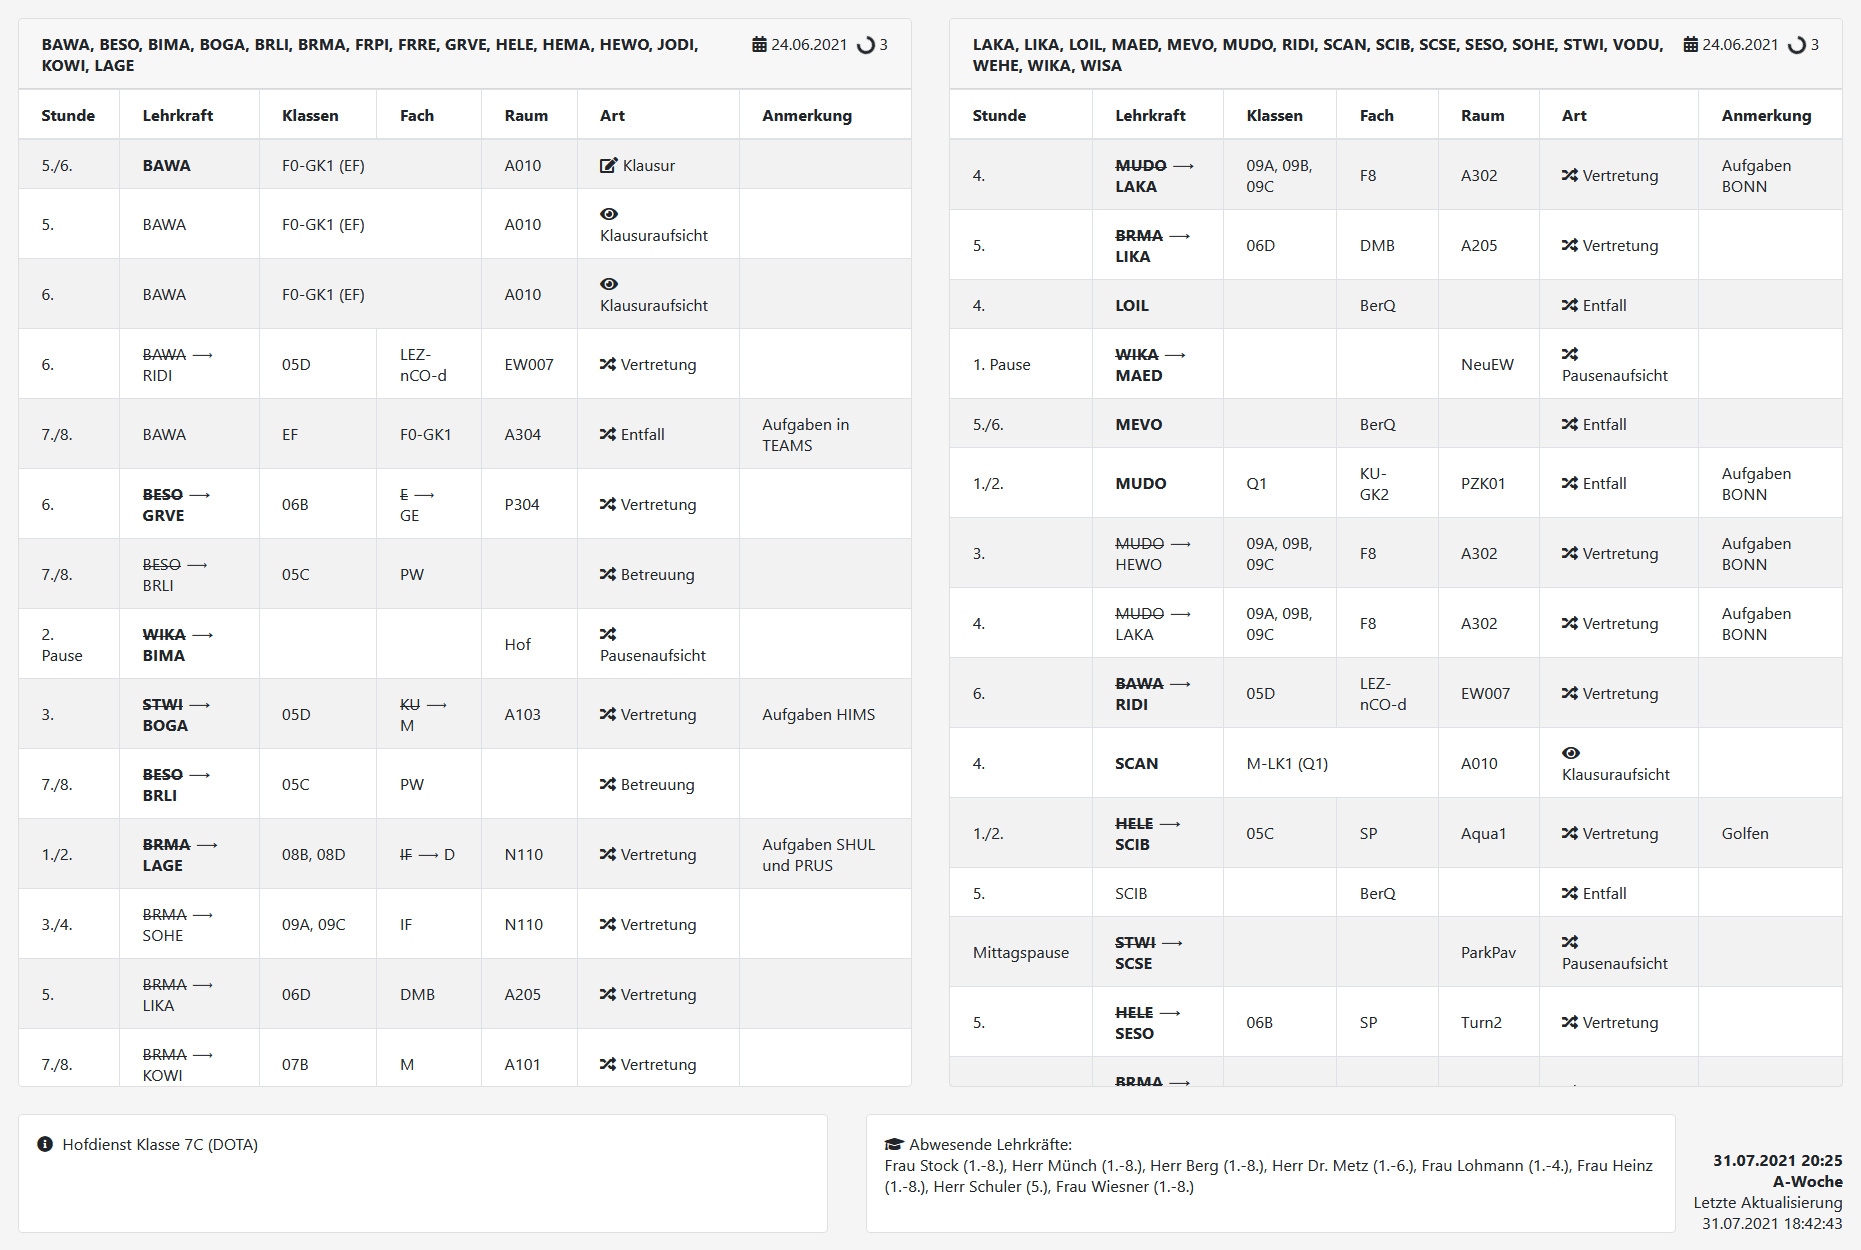 BAWA, BESO, BIMA, BOGA, BRLI, BRMA, FRPI, FRRE, GRVE, HELE, HEMA, HEWO, JODI,
KOWI, LAGE
24.06.2021 3
Stunde Lehrkraft Klassen Fach Raum Art Anmerkung
5./6. BAWA F0-GK1 (EF) A010 Klausur
5. BAWA F0-GK1 (EF) A010 Klausuraufsicht
6. BAWA F0-GK1 (EF) A010 Klausuraufsicht
6. BAWA ⟶ RIDI 05D LEZ-nCO-d EW007 Vertretung
7./8. BAWA EF F0-GK1 A304 Entfall Aufgaben in TEAMS
6. BESO ⟶ GRVE 06B E ⟶ GE P304 Vertretung
7./8. BESO ⟶ BRLI 05C PW Betreuung
2. Pause WIKA ⟶ BIMA Hof Pausenaufsicht
3. STWI ⟶ BOGA 05D KU ⟶ M A103 Vertretung Aufgaben HIMS
7./8. BESO ⟶ BRLI 05C PW Betreuung
1./2. BRMA ⟶ LAGE 08B, 08D IF ⟶ D N110 Vertretung Aufgaben SHUL und PRUS
3./4. BRMA ⟶ SOHE 09A, 09C IF N110 Vertretung
5. BRMA ⟶ LIKA 06D DMB A205 Vertretung
7./8. BRMA ⟶ KOWI 07B M A101 Vertretung
LAKA, LIKA, LOIL, MAED, MEVO, MUDO, RIDI, SCAN, SCIB, SCSE, SESO, SOHE, STWI, VODU,
WEHE, WIKA, WISA
24.06.2021 3
Stunde Lehrkraft Klassen Fach Raum Art Anmerkung
4. MUDO ⟶ LAKA 09A, 09B, 09C F8 A302 Vertretung Aufgaben BONN
5. BRMA ⟶ LIKA 06D DMB A205 Vertretung
4. LOIL BerQ Entfall
1. Pause WIKA ⟶ MAED NeuEW Pausenaufsicht
5./6. MEVO BerQ Entfall
1./2. MUDO Q1 KU-GK2 PZK01 Entfall Aufgaben BONN
3. MUDO ⟶ HEWO 09A, 09B, 09C F8 A302 Vertretung Aufgaben BONN
4. MUDO ⟶ LAKA 09A, 09B, 09C F8 A302 Vertretung Aufgaben BONN
6. BAWA ⟶ RIDI 05D LEZ-nCO-d EW007 Vertretung
4. SCAN M-LK1 (Q1) A010 Klausuraufsicht
1./2. HELE ⟶ SCIB 05C SP Aqua1 Vertretung Golfen
5. SCIB BerQ Entfall
Mittagspause STWI ⟶ SCSE ParkPav Pausenaufsicht
5. HELE ⟶ SESO 06B SP Turn2 Vertretung
BRMA ⟶
Hofdienst Klasse 7C (DOTA)
Abwesende Lehrkräfte:
Frau Stock (1.-8.), Herr Münch (1.-8.), Herr Berg (1.-8.), Herr Dr. Metz (1.-6.), Frau Lohmann (1.-4.), Frau Heinz
(1.-8.), Herr Schuler (5.), Frau Wiesner (1.-8.)
31.07.2021 20:25
A-Woche
Letzte Aktualisierung
31.07.2021 18:42:43